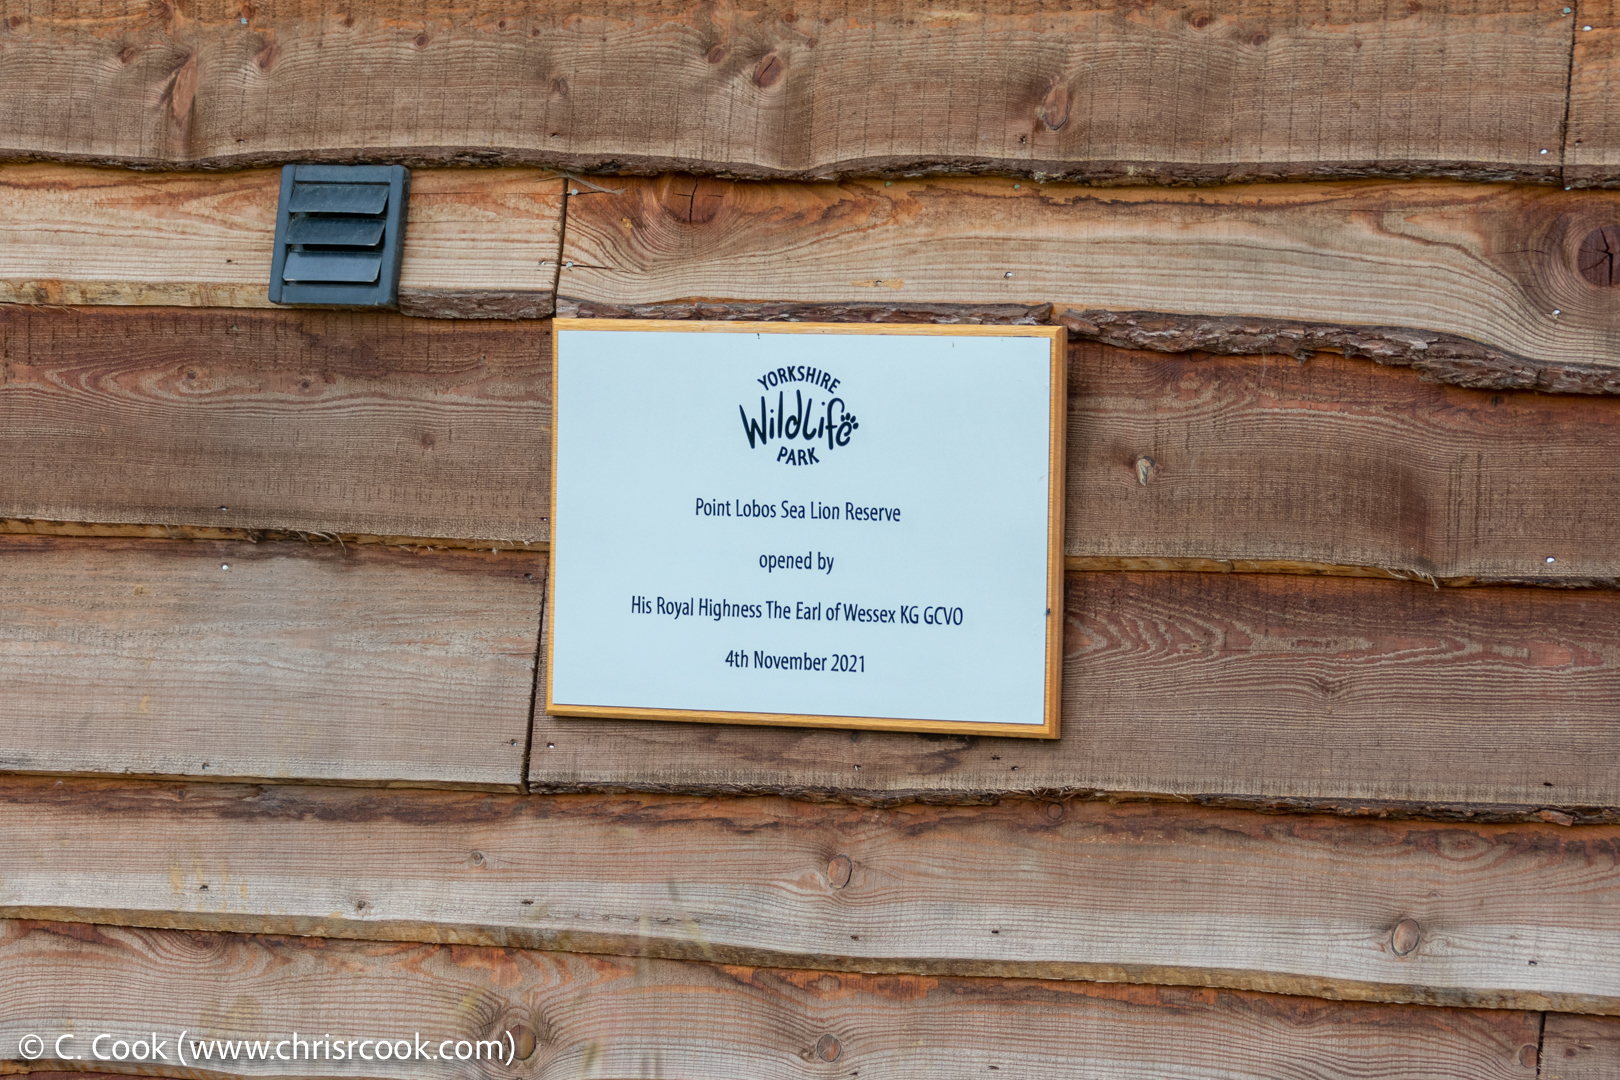 YORKSHIRE
WildLife
PARK
Point Lobos Sea Lion Reserve
opened by
His Royal Highness The Earl of Wessex KG GCVO
4th November 2021
© C. Cook (www.chrisrcook.com)